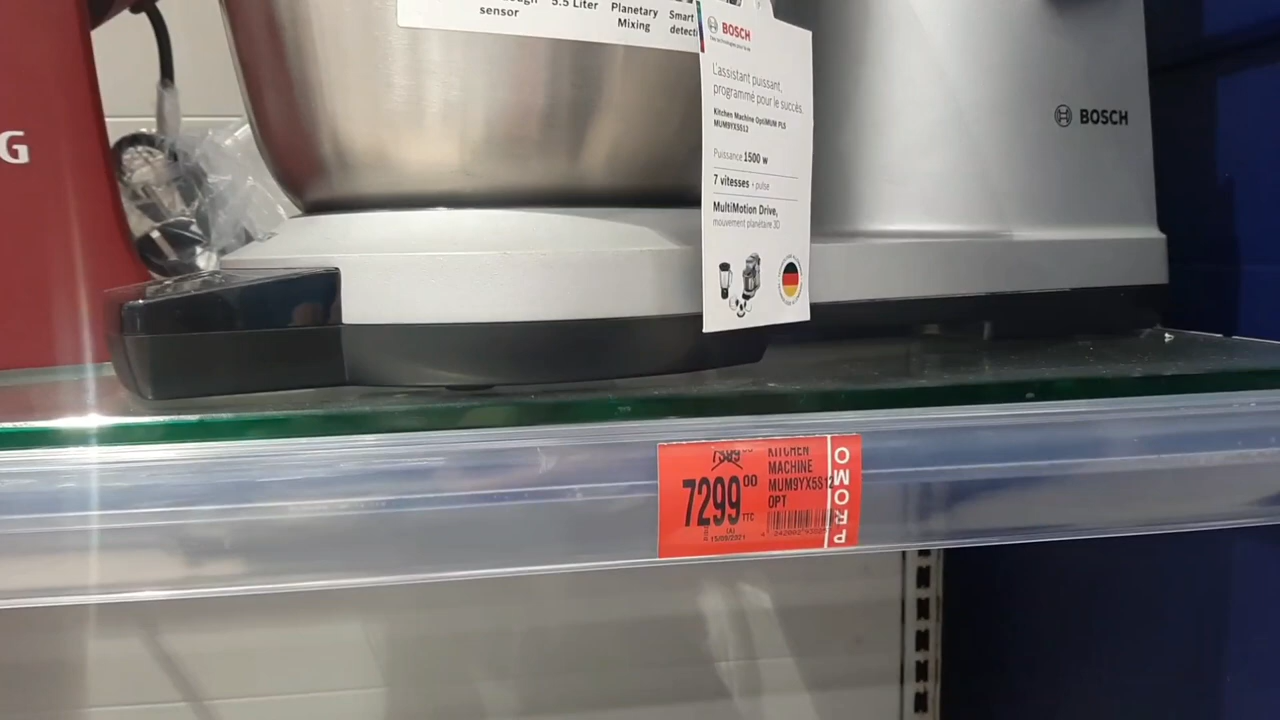 sensor
5.5 Liter
Planetary
Mixing
Smart
BOSCH
L'assistant puissant,
programmé pour le succès.
Kitchen Machine OptiMUM PLS
MUM9YX5S12
Puissance 1500 w
7 vitesses + pulse
MultiMotion Drive,
mouvement planétaire 3D
BOSCH
G
7299 00
TTC
(A)
15/09/2021
KITCHEN
MACHINE
MUM9YX5S12
OPT
PROMO